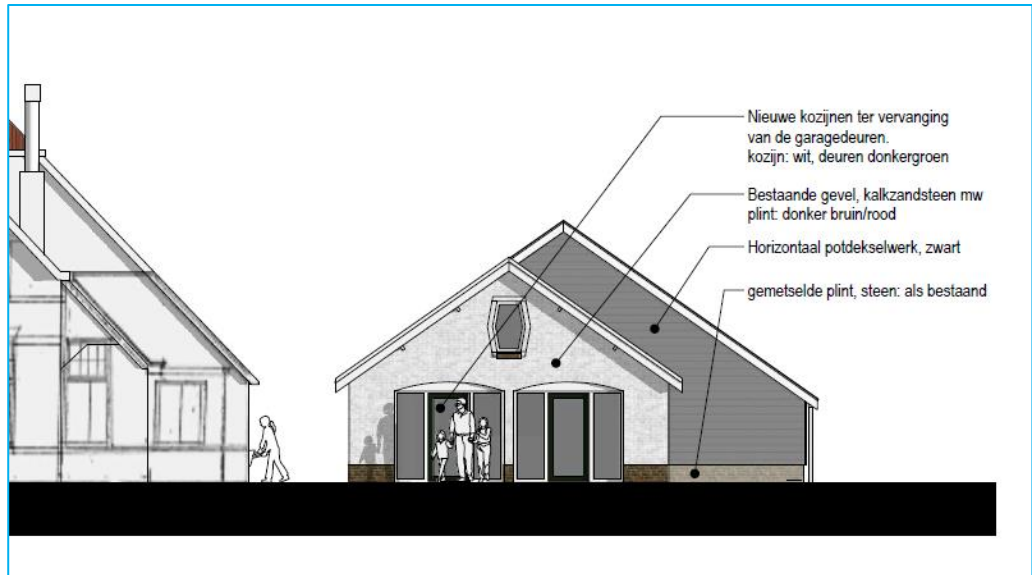 Nieuwe kozijnen ter vervanging
van de garagedeuren.
kozijn: wit, deuren donkergroen
Bestaande gevel, kalkzandsteen mw
plint: donker bruin/rood
Horizontaal potdekselwerk, zwart
gemetselde plint, steen: als bestaand